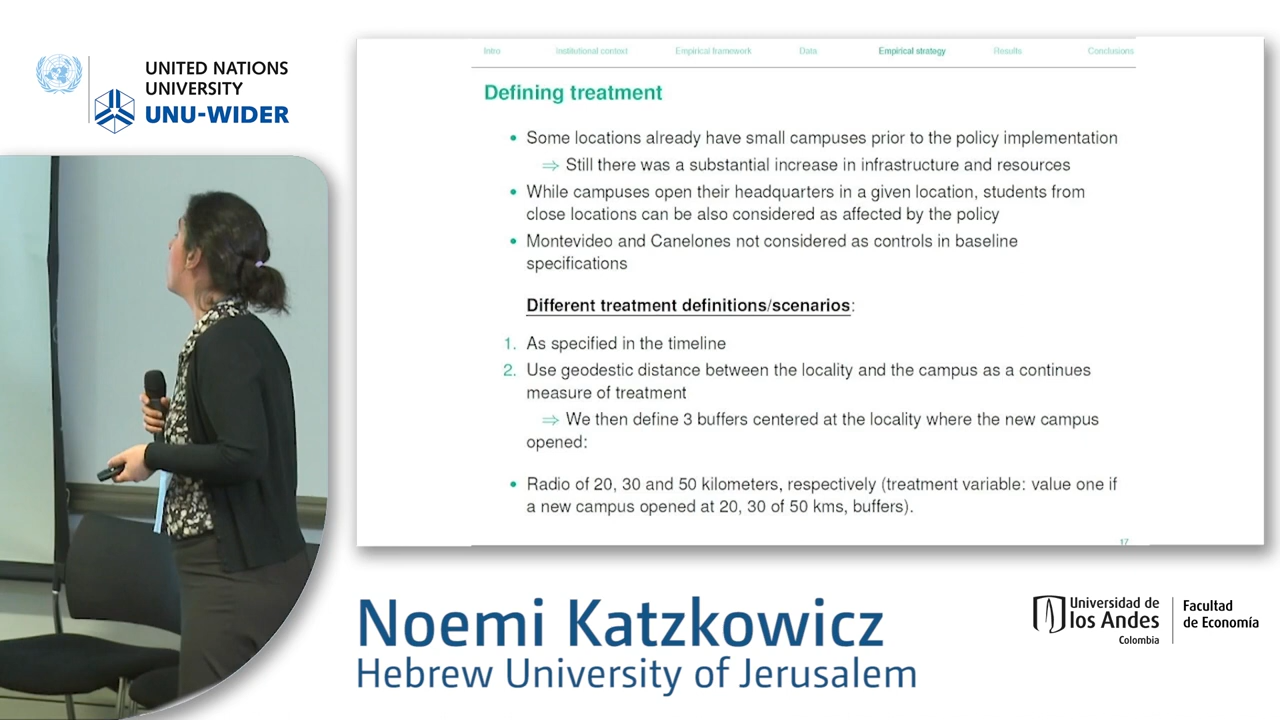 UNITED NATIONS
UNIVERSITY
UNU-WIDER
Intro Institutional context Empirical framework Data Empirical strategy Results Conclusions
Defining treatment
• Some locations already have small campuses prior to the policy implementation
⇒ Still there was a substantial increase in infrastructure and resources
• While campuses open their headquarters in a given location, students from
close locations can be also considered as affected by the policy
• Montevideo and Canelones not considered as controls in baseline
specifications
Different treatment definitions/scenarios:
1. As specified in the timeline
2. Use geodestic distance between the locality and the campus as a continues
measure of treatment
⇒ We then define 3 buffers centered at the locality where the new campus
opened:
• Radio of 20, 30 and 50 kilometers, respectively (treatment variable: value one if
a new campus opened at 20, 30 of 50 kms, buffers).
17
Noemi Katzkowicz
Hebrew University of Jerusalem
Universidad de
los Andes
Colombia
Facultad
de Economía